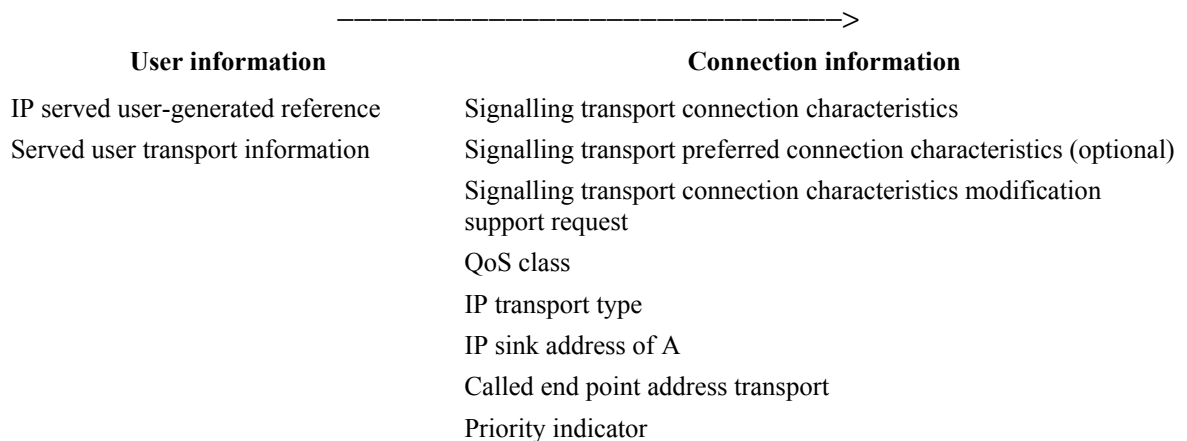 User information
Connection information
IP served user-generated reference
Signalling transport connection characteristics
Served user transport information
Signalling transport preferred connection characteristics (optional)
Signalling transport connection characteristics modification
support request
QoS class
IP transport type
IP sink address of A
Called end point address transport
Priority indicator